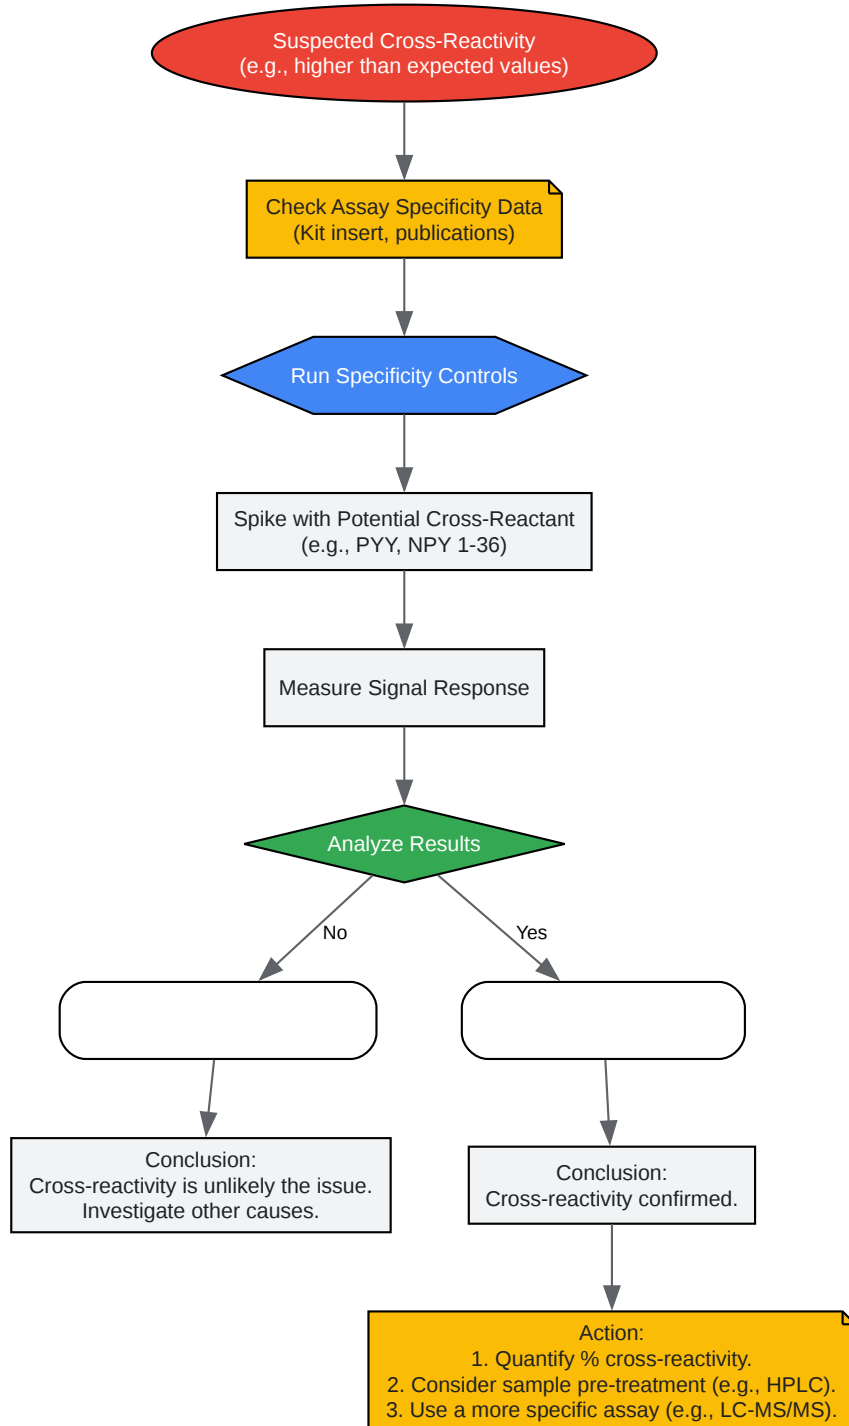 Suspected Cross-Reactivity
(e.g., higher than expected values)
Check Assay Specificity Data
(Kit insert, publications)
Run Specificity Controls
Spike with Potential Cross-Reactant
(e.g., PYY, NPY 1-36)
Measure Signal Response
Analyze Results
No
Yes
Conclusion:
Cross-reactivity is unlikely the issue.
Investigate other causes.
Conclusion:
Cross-reactivity confirmed.
Action:
1. Quantify % cross-reactivity.
2. Consider sample pre-treatment (e.g., HPLC).
3. Use a more specific assay (e.g., LC-MS/MS).